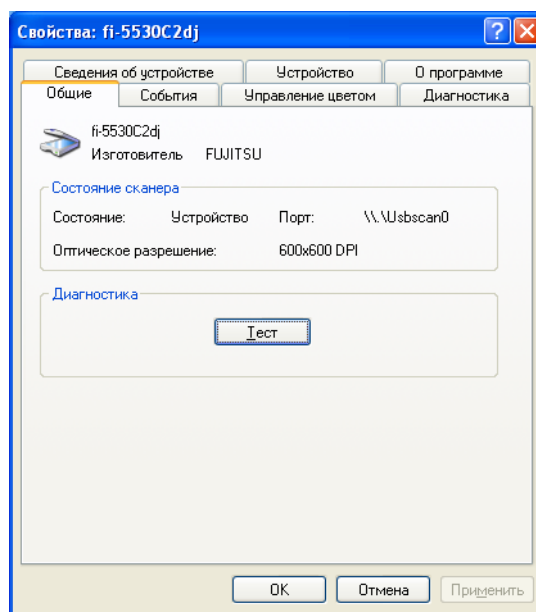 Свойства: fi-5530C2dj
Сведения об устройстве Устройство О программе
Общие События Управление цветом Диагностика
fi-5530C2dj
Изготовитель FUJITSU
Состояние сканера
Состояние: Устройство Порт: \\.\Usbscan0
Оптическое разрешение: 600x600 DPI
Диагностика
Тест
OK Отмена Применить